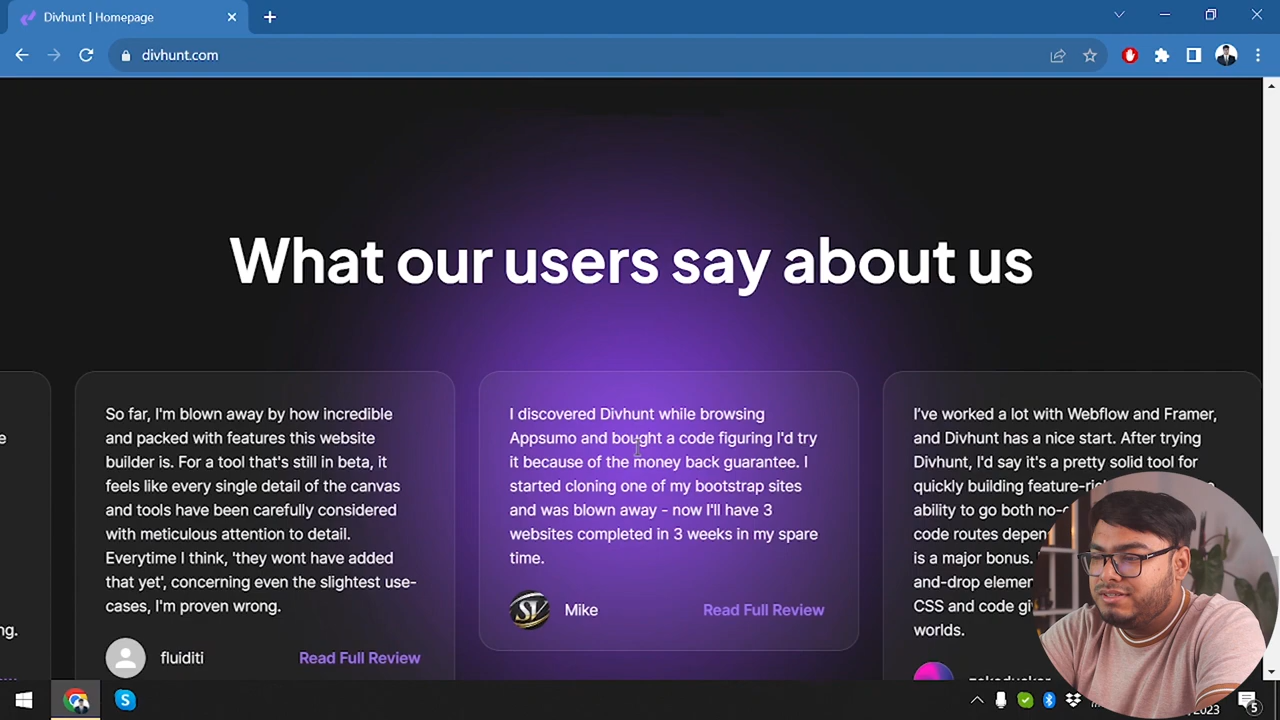 Divhunt | Homepage
divhunt.com
What our users say about us
So far, I'm blown away by how incredible
and packed with features this website
builder is. For a tool that's still in beta, it
feels like every single detail of the canvas
and tools have been carefully considered
with meticulous attention to detail.
Everytime I think, 'they wont have added
that yet', concerning even the slightest use-
cases, I'm proven wrong.
fluiditi
Read Full Review
I discovered Divhunt while browsing
Appsumo and bought a code figuring I'd try
it because of the money back guarantee. I
started cloning one of my bootstrap sites
and was blown away - now I'll have 3
websites completed in 3 weeks in my spare
time.
Mike
Read Full Review
I've worked a lot with Webflow and Framer,
and Divhunt has a nice start. After trying
Divhunt, I'd say it's a pretty solid tool for
quickly building
ability to go both
code routes
is a major bonus.
and-drop
CSS and code
worlds.
ng.
5